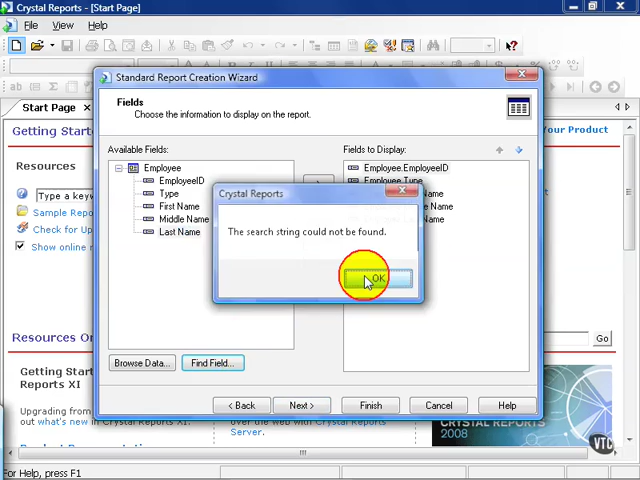 Crystal Reports - [Start Page]
File View Help
Start Page
Standard Report Creation Wizard
Fields
Choose the information to display on the report.
Getting Starte
Your Product
Resources
Type a keyw
Sample Repo
Check for Up
Show online r
Available Fields:
Employee
EmployeeID
Type
First Name
Middle Name
Last Name
Fields to Display:
Employee.EmployeeID
Employee.Type
Crystal Reports
The search string could not be found.
OK
Browse Data...
Find Field...
< Back
Next >
Finish
Cancel
Help
Resources On
Go
Getting Start
Reports XI
Upgrading from
out what's new in Crystal Reports XI.
over the web with Crystal Reports
Server.
CRYSTAL REPORTS
2008
VTC
For Help, press F1